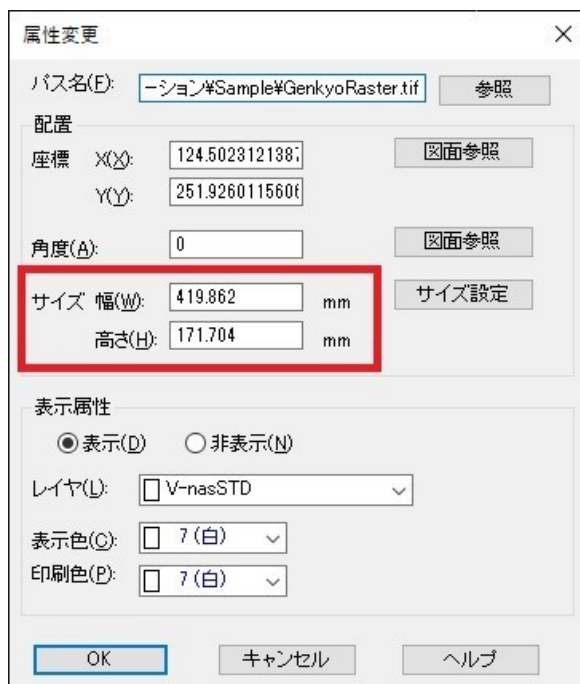 属性変更
パス名(F): ーション¥Sample¥GenkyoRaster.tif 参照
配置
座標 X(X): 124.502312138 図面参照
Y(Y): 251.926011560
角度(A): 0 図面参照
サイズ 幅(W): 419.862 mm サイズ設定
高さ(H): 171.704 mm
表示属性
表示(D) 非表示(N)
レイヤ(L): V-nasSTD
表示色(C): 7 (白)
印刷色(P): 7 (白)
OK キャンセル ヘルプ